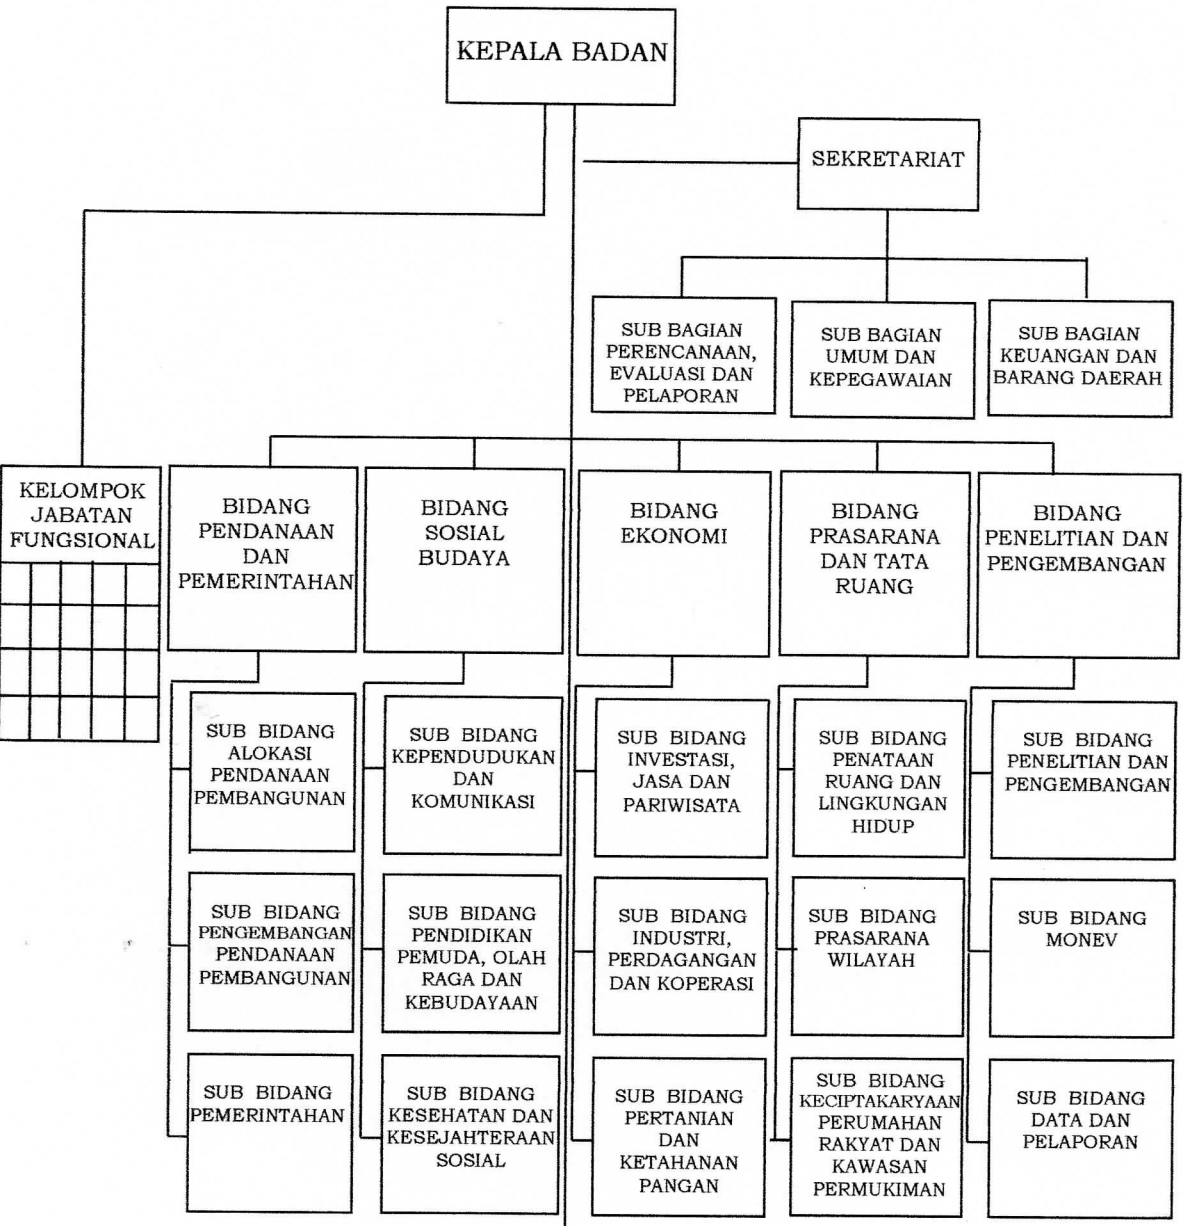 KEPALA BADAN
SEKRETARIAT
SUB BAGIAN
PERENCANAAN,
EVALUASI DAN
PELAPORAN
SUB BAGIAN
UMUM DAN
KEPEGAWAIAN
SUB BAGIAN
KEUANGAN DAN
BARANG DAERAH
KELOMPOK
JABATAN
FUNGSIONAL
BIDANG
PENDANAAN
DAN
PEMERINTAHAN
BIDANG
SOSIAL
BUDAYA
BIDANG
EKONOMI
BIDANG
PRASARANA
DAN TATA
RUANG
BIDANG
PENELITIAN DAN
PENGEMBANGAN
SUB BIDANG
ALOKASI
PENDANAAN
PEMBANGUNAN
SUB BIDANG
KEPENDUDUKAN
DAN
KOMUNIKASI
SUB BIDANG
INVESTASI,
JASA DAN
PARIWISATA
SUB BIDANG
PENATAAN
RUANG DAN
LINGKUNGAN
HIDUP
SUB BIDANG
PENELITIAN DAN
PENGEMBANGAN
SUB BIDANG
PENGEMBANGAN
PENDANAAN
PEMBANGUNAN
SUB BIDANG
PENDIDIKAN
PEMUDA, OLAH
RAGA DAN
KEBUDAYAAN
SUB BIDANG
INDUSTRI,
PERDAGANGAN
DAN KOPERASI
SUB BIDANG
PRASARANA
WILAYAH
SUB BIDANG
MONEV
SUB BIDANG
PEMERINTAHAN
SUB BIDANG
KESEHATAN DAN
KESEJAHTERAAN
SOSIAL
SUB BIDANG
PERTANIAN
DAN
KETAHANAN
PANGAN
SUB BIDANG
KECIPTAKARYAAN
PERUMAHAN
RAKYAT DAN
KAWASAN
PERMUKIMAN
SUB BIDANG
DATA DAN
PELAPORAN